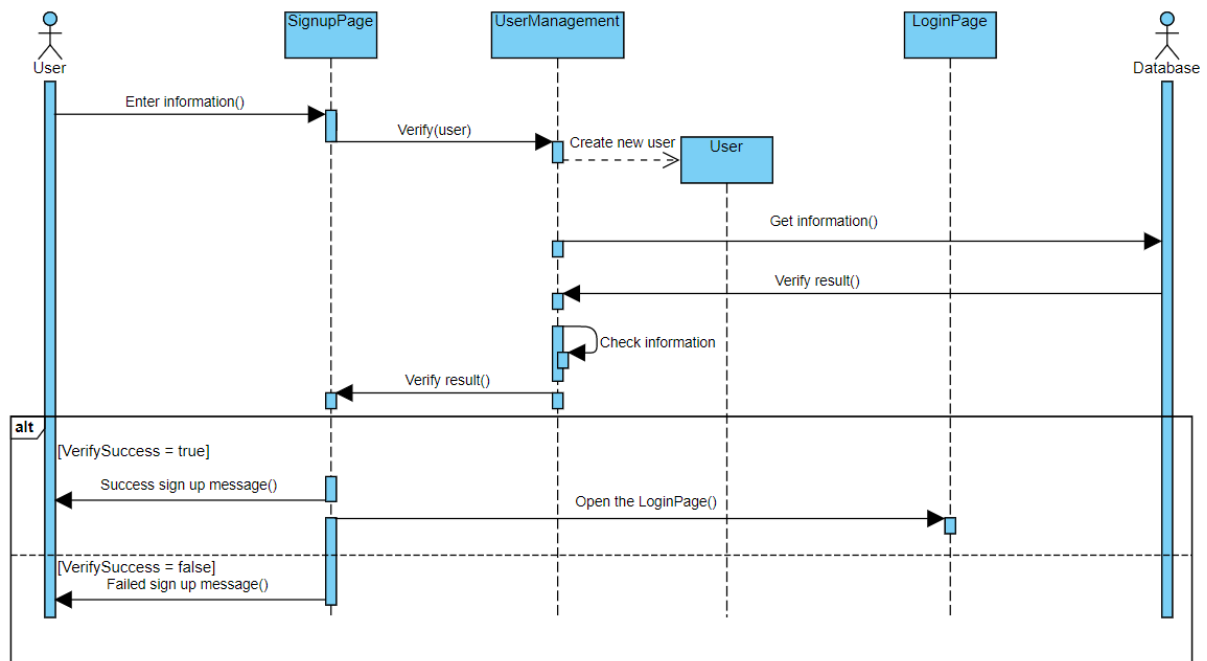 SignupPage
UserManagement
LoginPage
User
Database
Enter information()
Verify(user)
Create new user
User
Get information()
Verify result()
Check information
Verify result()
alt
[VerifySuccess = true]
Success sign up message()
Open the LoginPage()
[VerifySuccess = false]
Failed sign up message()